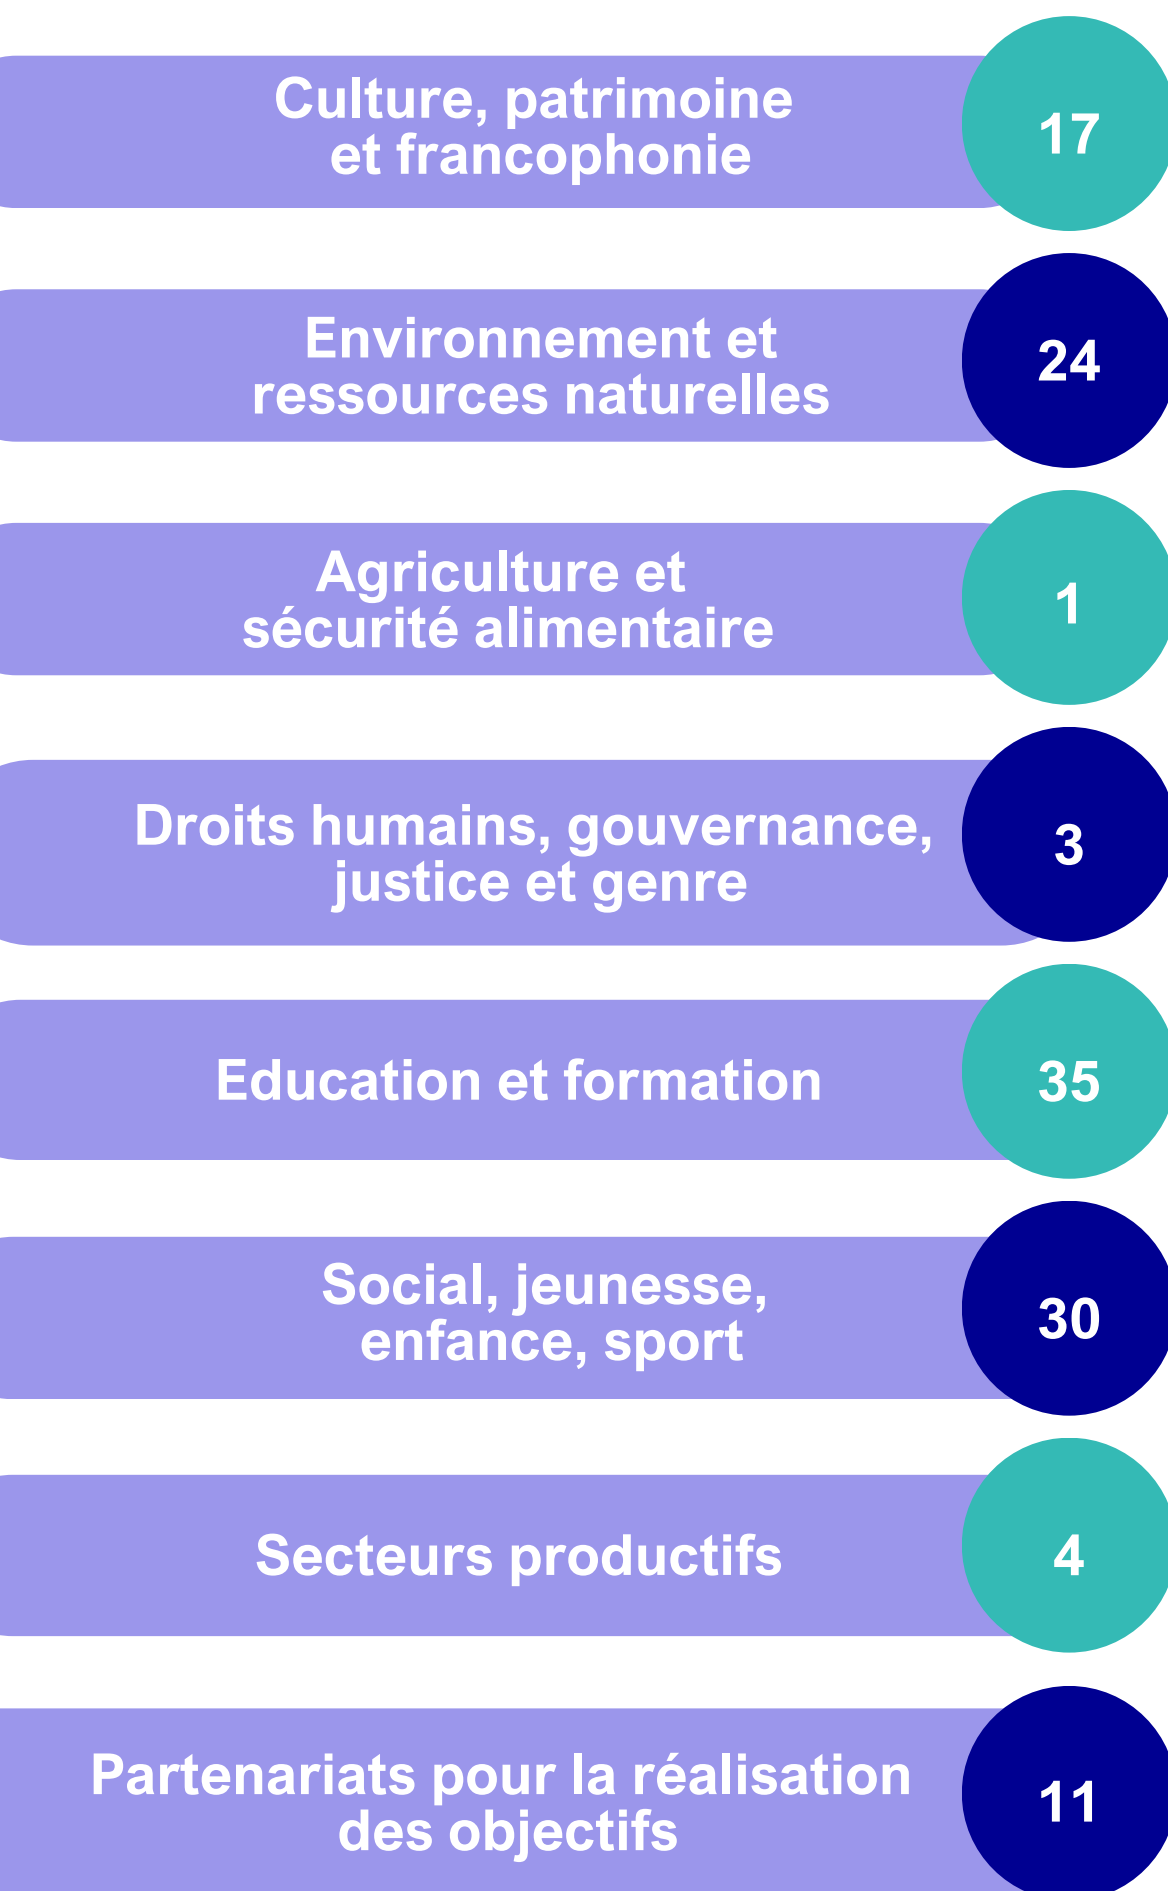 Culture, patrimoine
et francophonie
17
Environnement et
ressources naturelles
24
Agriculture et
sécurité alimentaire
1
Droits humains, gouvernance,
justice et genre
3
Education et formation
35
Social, jeunesse,
enfance, sport
30
Secteurs productifs
4
Partenariats pour la réalisation
des objectifs
11